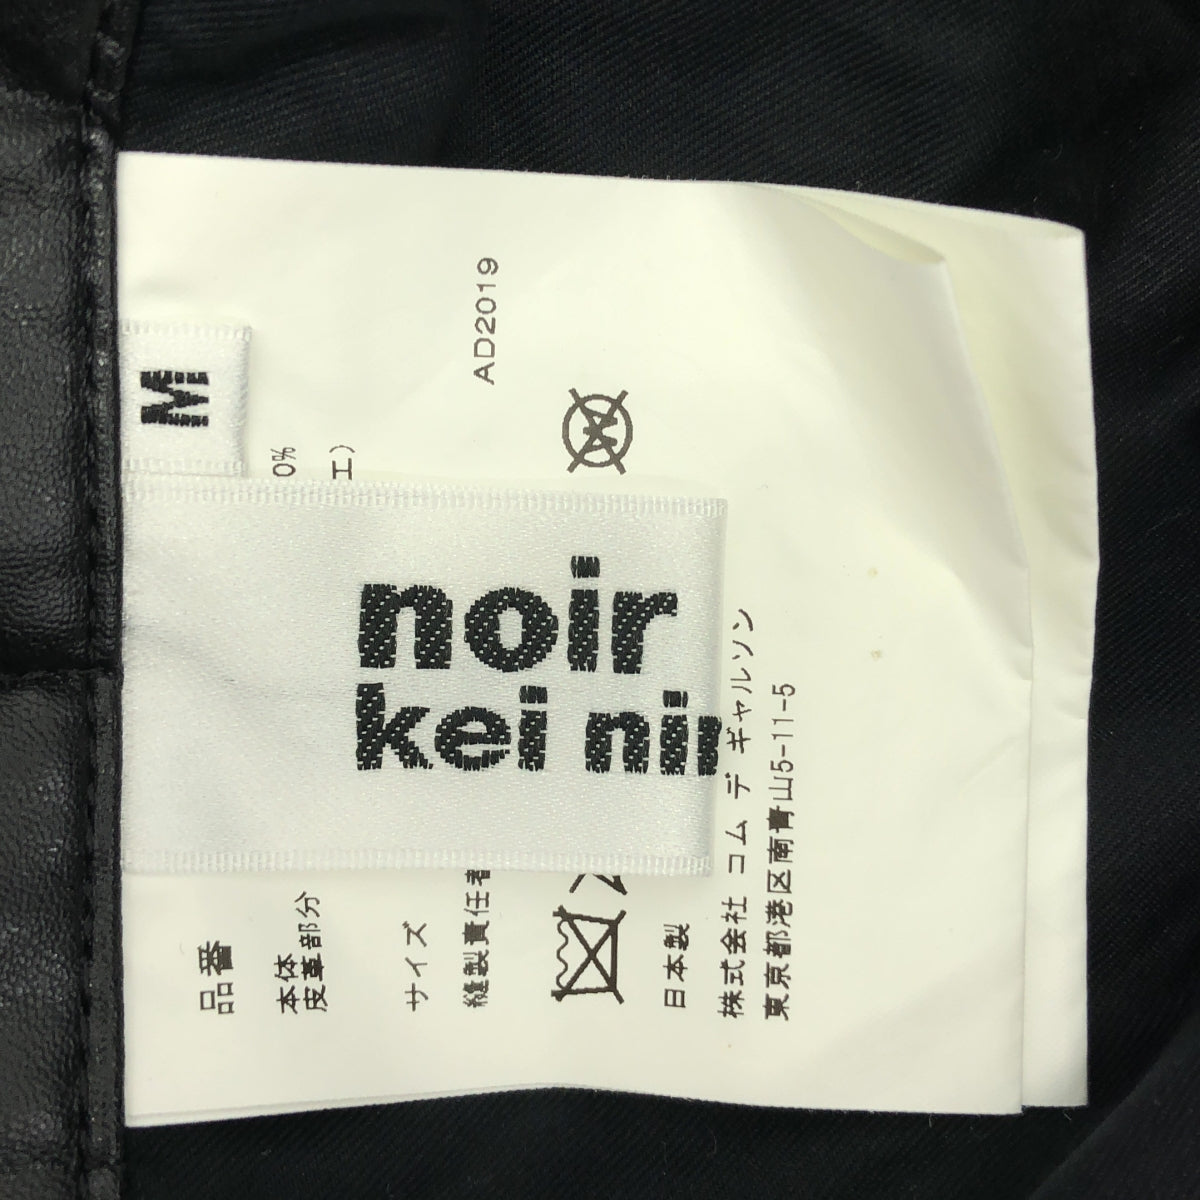 M
noir
kei nin
AD2019
0%
エ)
品番
本体
皮革部分
サイズ
縫製責任者
日本製
株式会社 コム デ ギャルソン
東京都港区南青山5-11-5